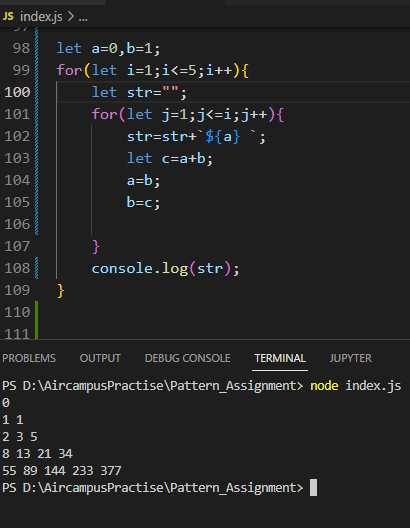 JS index.js > ...
97
98 let a=0,b=1;
99 for(let i=1;i<=5;i++){
100 let str="";
101 for(let j=1;j<=i;j++){
102 str=str+`${a} `;
103 let c=a+b;
104 a=b;
105 b=c;
106
107 }
108 console.log(str);
109 }
110
111
PROBLEMS OUTPUT DEBUG CONSOLE TERMINAL JUPYTER
PS D:\AircampusPractise\Pattern_Assignment> node index.js
0
1 1
2 3 5
8 13 21 34
55 89 144 233 377
PS D:\AircampusPractise\Pattern_Assignment>